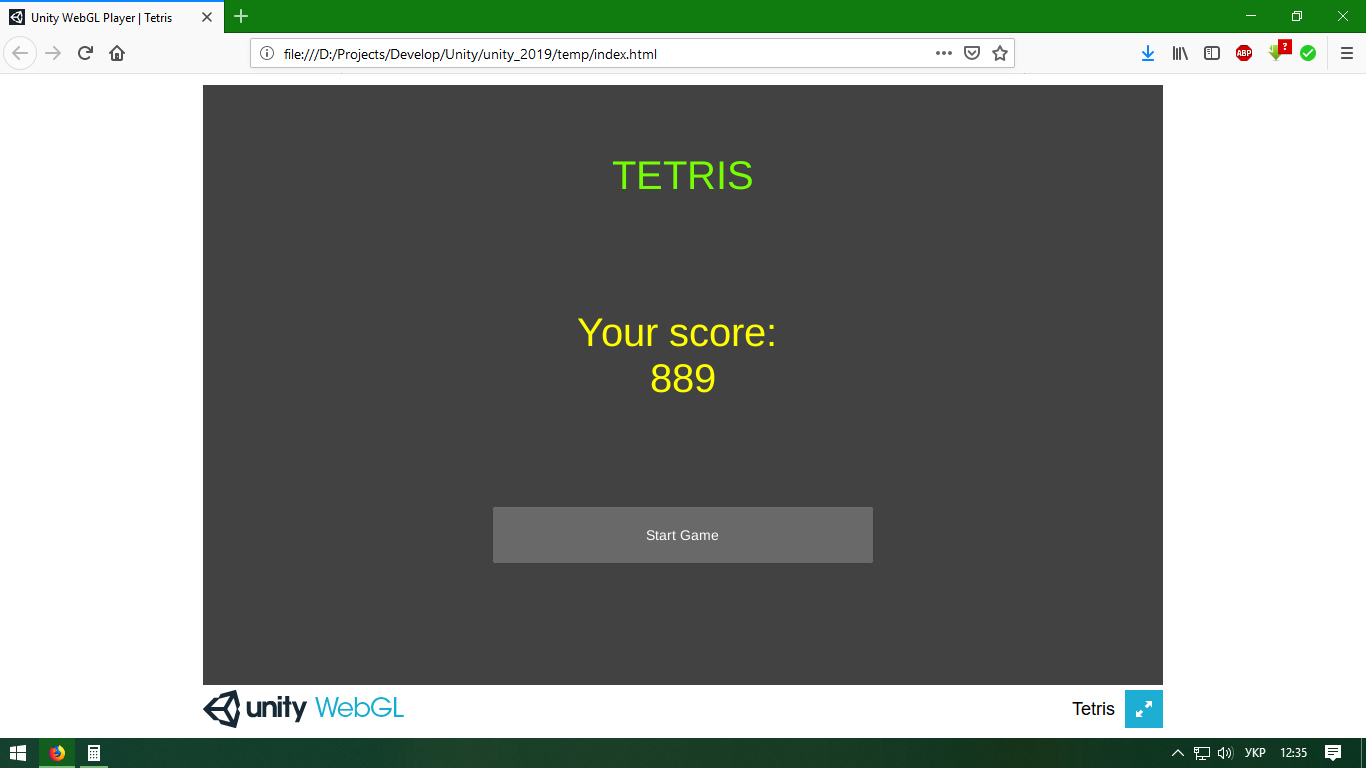 Unity WebGL Player | Tetris
file:///D:/Projects/Develop/Unity/unity_2019/temp/index.html
ABP
?
TETRIS
Your score:
889
Start Game
unity WebGL
Tetris
УКР
12:35